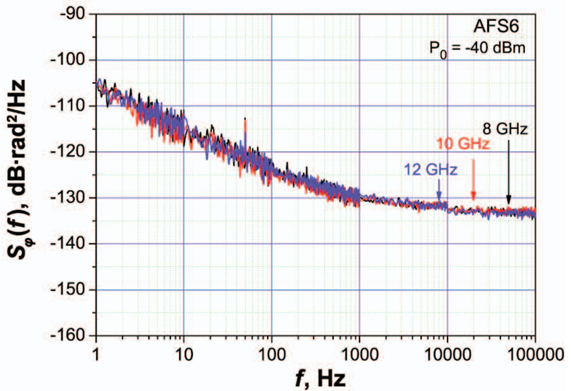 AFS6
P0 = -40 dBm
8 GHz
10 GHz
12 GHz
Sφ(f), dB·rad²/Hz
-90
-100
-110
-120
-130
-140
-150
-160
1
10
100
1000
10000
100000
f, Hz